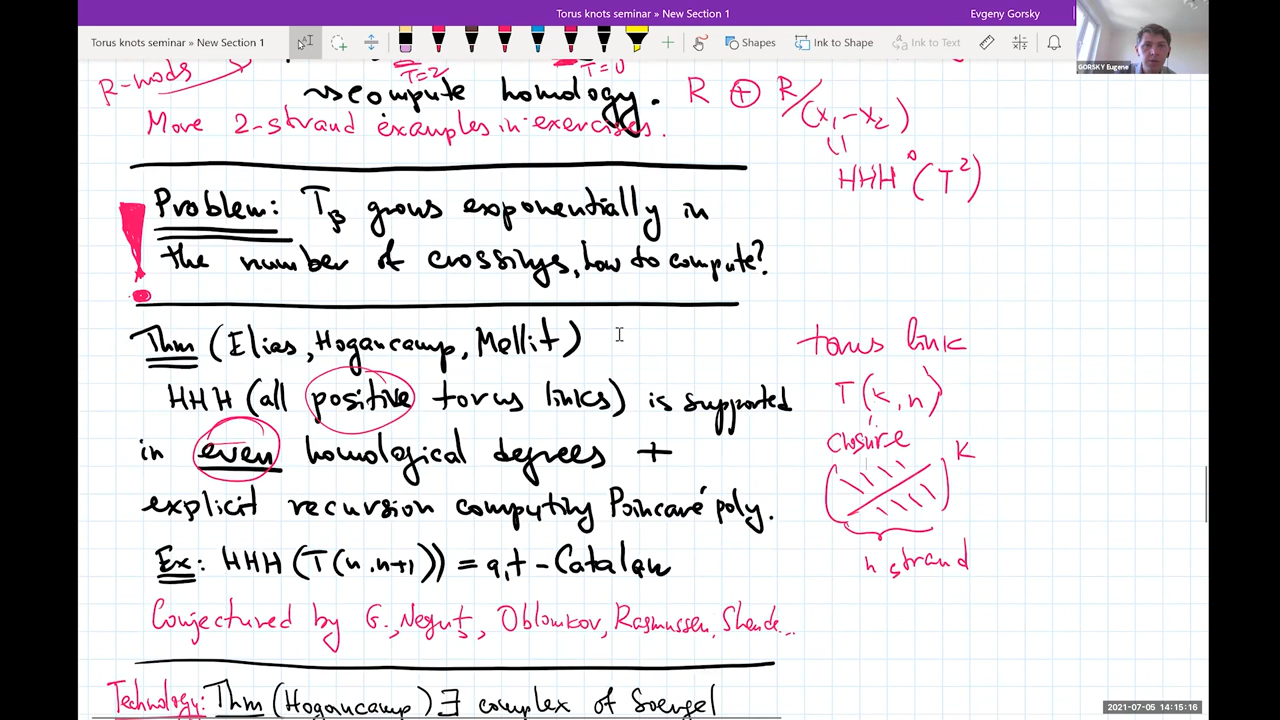 Torus knots seminar » New Section 1
Evgeny Gorsky
Torus knots seminar » New Section 1
Shapes
Ink to Shape
Ink to Text
GORSKY Eugene
R-mods
T=2
T=0
compute homology.
R ⊕ R/(x₁-x₂)
Move 2-strand examples in exercises.
HHH⁰(T²)
Problem: Tβ grows exponentially in
the number of crossings, how to compute?
Thm (Elias, Hogancamp, Mellit)
HHH (all positive torus links) is supported
in even homological degrees +
explicit recursion computing Poincaré poly.
Ex: HHH(T(n,n+1)) = q,t-Catalan
Conjectured by G., Neguț, Oblomkov, Rasmussen, Shende...
torus link
T(k,n)
closure
k
n strand
Technology: Thm (Hogancamp) ∃ complex of Soergel
2021-07-05 14:15:16